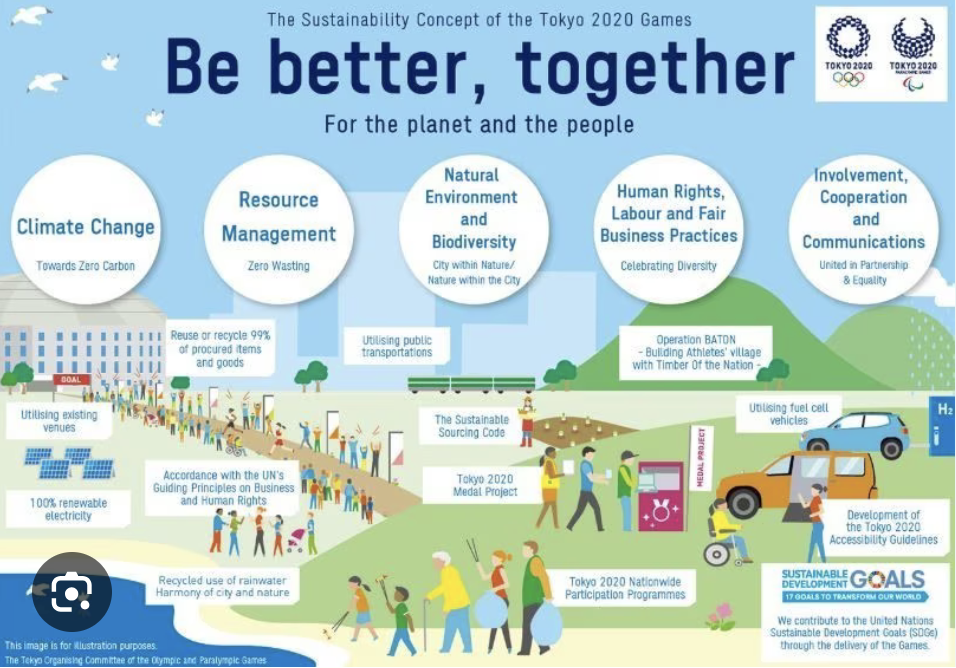 The Sustainability Concept of the Tokyo 2020 Games
Be better, together
For the planet and the people
TOKYO 2020
TOKYO 2020
PARALYMPIC GAMES
Climate Change
Towards Zero Carbon
Resource
Management
Zero Wasting
Natural
Environment
and
Biodiversity
City within Nature/
Nature within the City
Human Rights,
Labour and Fair
Business Practices
Celebrating Diversity
Involvement,
Cooperation
and
Communications
United in Partnership
& Equality
Reuse or recycle 99%
of procured items
and goods
Utilising public
transportations
Operation BATON
- Building Athletes' village
with Timber Of the Nation -
GOAL
Utilising existing
venues
The Sustainable
Sourcing Code
Utilising fuel cell
vehicles
H2
MEDAL PROJECT
Accordance with the UN's
Guiding Principles on Business
and Human Rights
Tokyo 2020
Medal Project
100% renewable
electricity
Development of
the Tokyo 2020
Accessibility Guidelines
Recycled use of rainwater
Harmony of city and nature
Tokyo 2020 Nationwide
Participation Programmes
SUSTAINABLE
DEVELOPMENT GOALS
17 GOALS TO TRANSFORM OUR WORLD
We contribute to the United Nations
Sustainable Development Goals (SDGs)
through the delivery of the Games.
This image is for illustration purposes.
The Tokyo Organising Committee of the Olympic and Paralympic Games